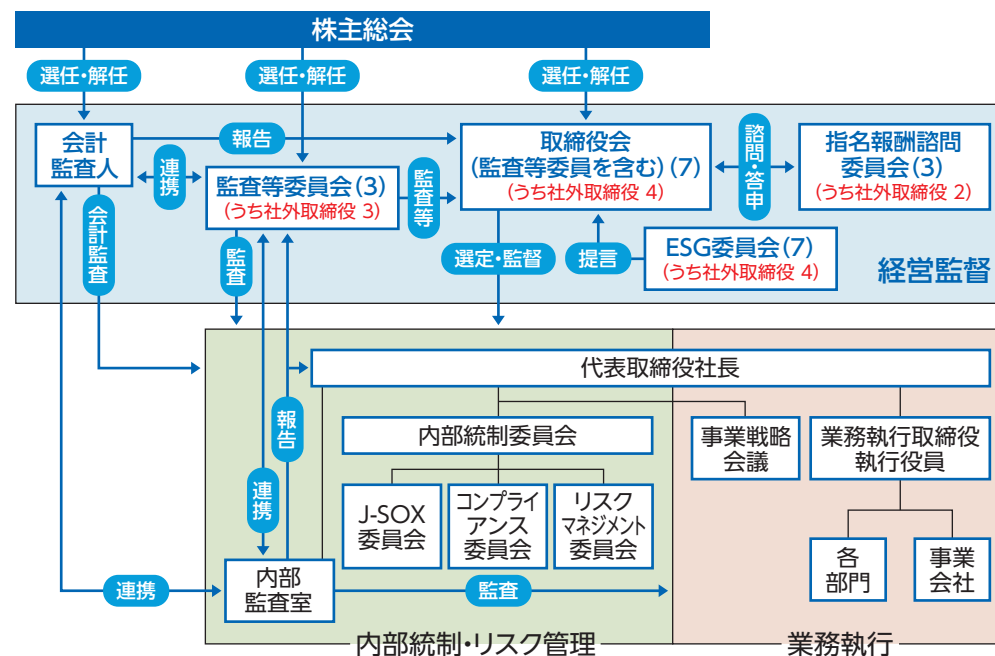 株主総会
選任・解任
選任・解任
選任・解任
会計
監査人
報告
連携
監査等委員会(3)
(うち社外取締役 3)
監査等
取締役会
(監査等委員を含む)(7)
(うち社外取締役 4)
諮問・答申
指名報酬諮問
委員会(3)
(うち社外取締役 2)
会計監査
監査
選定・監督
提言
ESG委員会(7)
(うち社外取締役 4)
経営監督
代表取締役社長
報告
連携
内部統制委員会
事業戦略
会議
業務執行取締役
執行役員
J-SOX
委員会
コンプライ
アンス
委員会
リスク
マネジメント
委員会
各
部門
事業
会社
連携
内部
監査室
監査
内部統制・リスク管理
業務執行